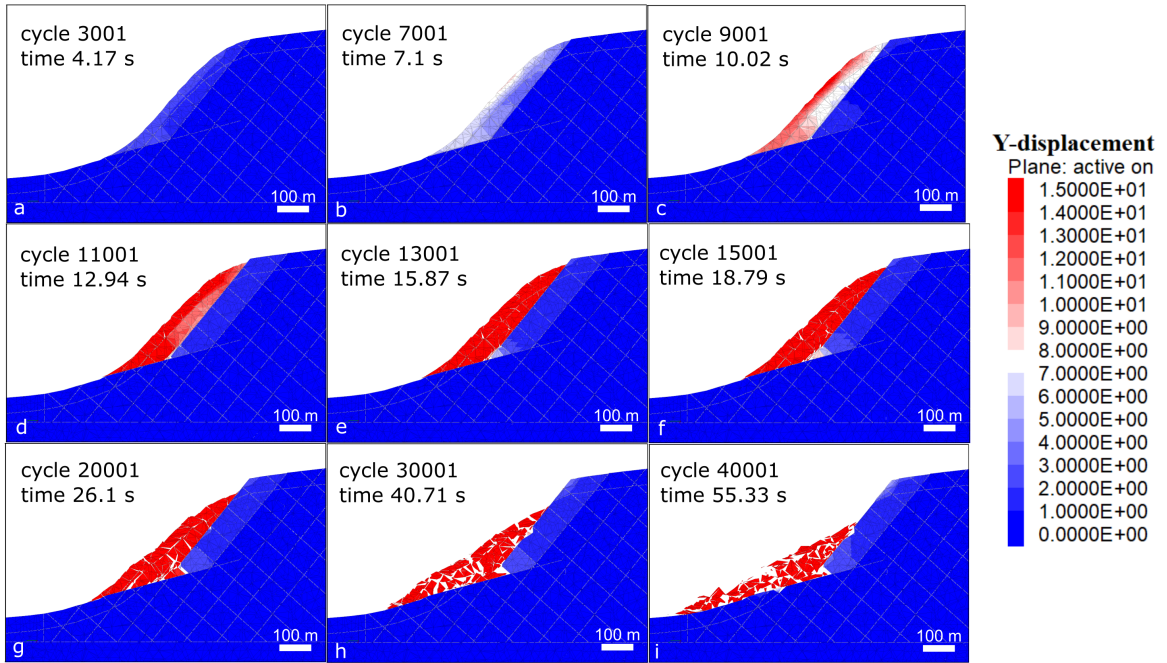 cycle 3001
time 4.17 s
100 m
a
cycle 7001
time 7.1 s
100 m
b
cycle 9001
time 10.02 s
100 m
c
cycle 11001
time 12.94 s
100 m
d
cycle 13001
time 15.87 s
100 m
e
cycle 15001
time 18.79 s
100 m
f
cycle 20001
time 26.1 s
100 m
g
cycle 30001
time 40.71 s
100 m
h
cycle 40001
time 55.33 s
100 m
i
Y-displacement
Plane: active on
1.5000E+01
1.4000E+01
1.3000E+01
1.2000E+01
1.1000E+01
1.0000E+01
9.0000E+00
8.0000E+00
7.0000E+00
6.0000E+00
5.0000E+00
4.0000E+00
3.0000E+00
2.0000E+00
1.0000E+00
0.0000E+00